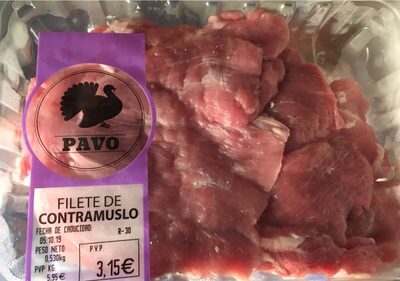 PAVO
FILETE DE
CONTRAMUSLO
FECHA DE CADUCIDAD: R-30
05.10.19
PESO NETO
0,530kg
PVP KG
5,95€
P.V.P
3,15€